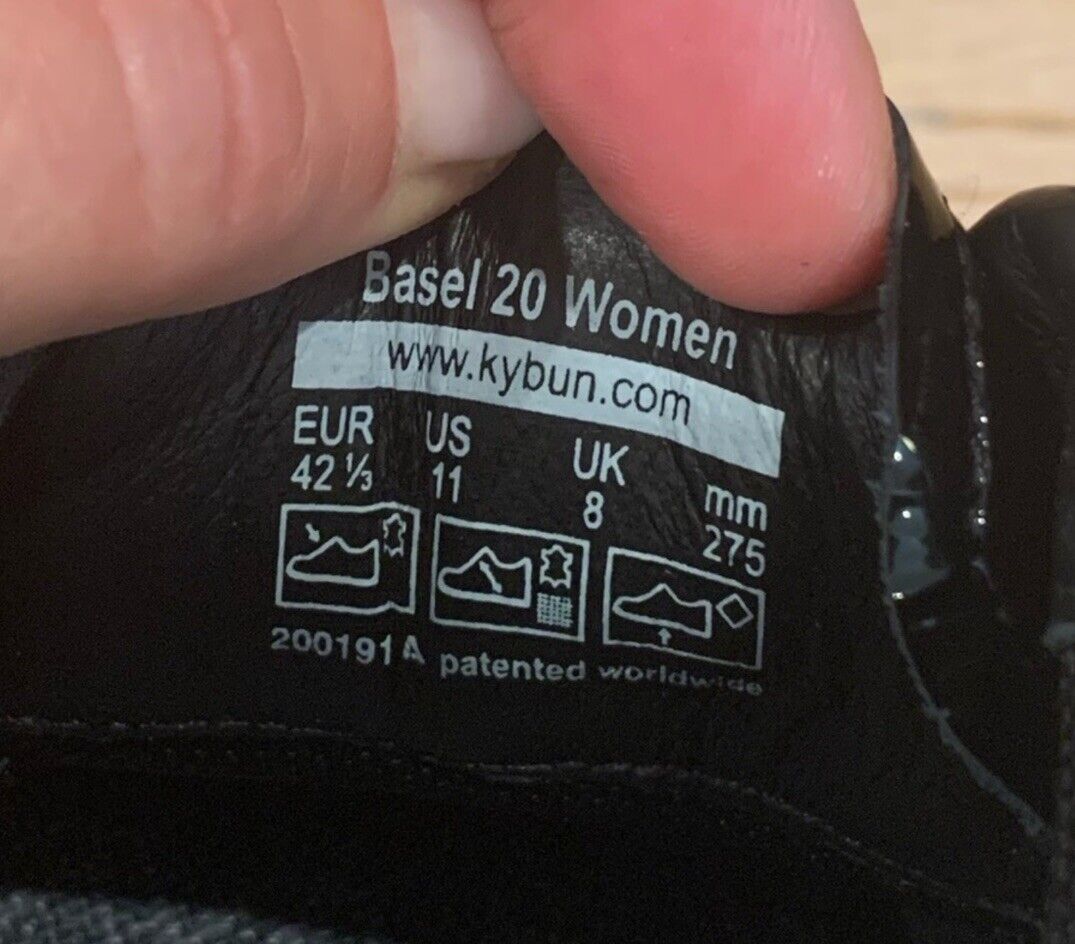 Basel 20 Women
www.kybun.com
EUR US UK mm
42 ⅓ 11 8 275
200191A patented worldwide